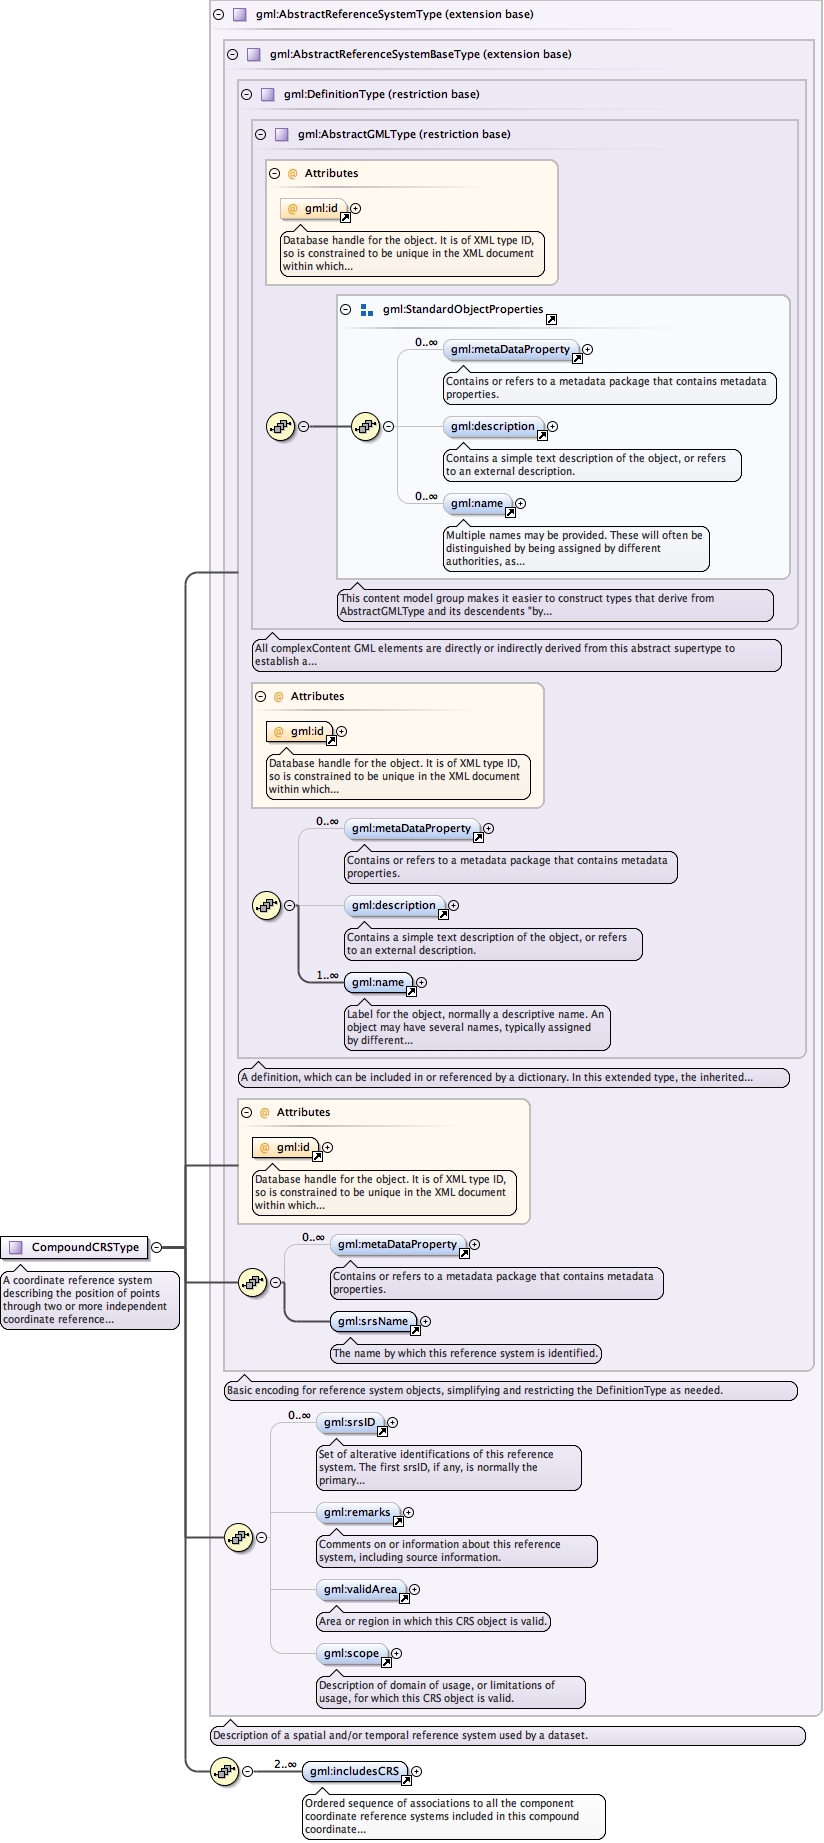 gml:AbstractReferenceSystemType (extension base)
gml:AbstractReferenceSystemBaseType (extension base)
gml:DefinitionType (restriction base)
gml:AbstractGMLType (restriction base)
@ Attributes
@ gml:id
Database handle for the object. It is of XML type ID,
so is constrained to be unique in the XML document
within which...
gml:StandardObjectProperties
0..∞
gml:metaDataProperty
Contains or refers to a metadata package that contains metadata
properties.
gml:description
Contains a simple text description of the object, or refers
to an external description.
0..∞
gml:name
Multiple names may be provided. These will often be
distinguished by being assigned by different
authorities, as...
This content model group makes it easier to construct types that derive from
AbstractGMLType and its descendents "by...
All complexContent GML elements are directly or indirectly derived from this abstract supertype to
establish a...
@ Attributes
@ gml:id
Database handle for the object. It is of XML type ID,
so is constrained to be unique in the XML document
within which...
0..∞
gml:metaDataProperty
Contains or refers to a metadata package that contains metadata
properties.
gml:description
Contains a simple text description of the object, or refers
to an external description.
1..∞
gml:name
Label for the object, normally a descriptive name. An
object may have several names, typically assigned
by different...
A definition, which can be included in or referenced by a dictionary. In this extended type, the inherited...
@ Attributes
@ gml:id
Database handle for the object. It is of XML type ID,
so is constrained to be unique in the XML document
within which...
CompoundCRSType
A coordinate reference system
describing the position of points
through two or more independent
coordinate reference...
0..∞
gml:metaDataProperty
Contains or refers to a metadata package that contains metadata
properties.
gml:srsName
The name by which this reference system is identified.
Basic encoding for reference system objects, simplifying and restricting the DefinitionType as needed.
0..∞
gml:srsID
Set of alterative identifications of this reference
system. The first srsID, if any, is normally the
primary...
gml:remarks
Comments on or information about this reference
system, including source information.
gml:validArea
Area or region in which this CRS object is valid.
gml:scope
Description of domain of usage, or limitations of
usage, for which this CRS object is valid.
Description of a spatial and/or temporal reference system used by a dataset.
2..∞
gml:includesCRS
Ordered sequence of associations to all the component
coordinate reference systems included in this compound
coordinate...